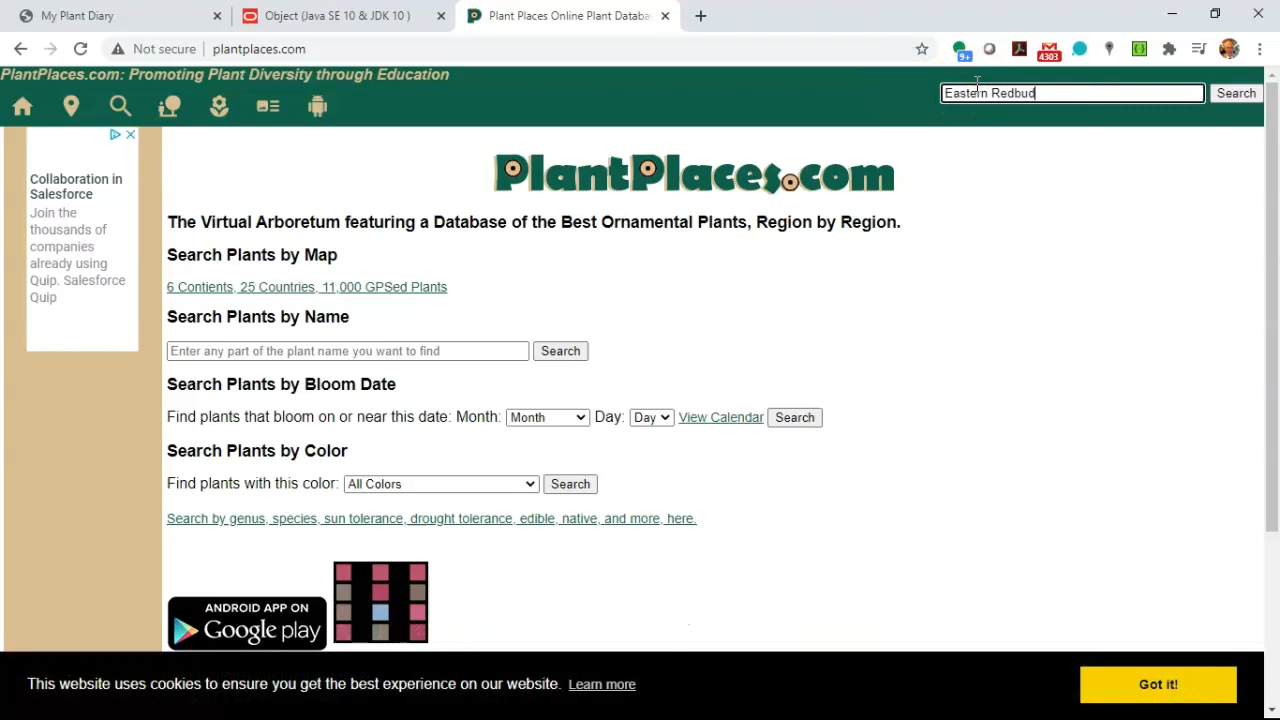 My Plant Diary
Object (Java SE 10 & JDK 10 )
Plant Places Online Plant Databa
Not secure
plantplaces.com
9+
4303
PlantPlaces.com: Promoting Plant Diversity through Education
Eastern Redbud
Search
Collaboration in
Salesforce
Join the
thousands of
companies
already using
Quip. Salesforce
Quip
PlantPlaces.com
The Virtual Arboretum featuring a Database of the Best Ornamental Plants, Region by Region.
Search Plants by Map
6 Contients, 25 Countries, 11,000 GPSed Plants
Search Plants by Name
Enter any part of the plant name you want to find
Search
Search Plants by Bloom Date
Find plants that bloom on or near this date: Month: Month Day: Day View Calendar Search
Search Plants by Color
Find plants with this color: All Colors Search
Search by genus, species, sun tolerance, drought tolerance, edible, native, and more, here.
ANDROID APP ON
Google play
This website uses cookies to ensure you get the best experience on our website. Learn more
Got it!